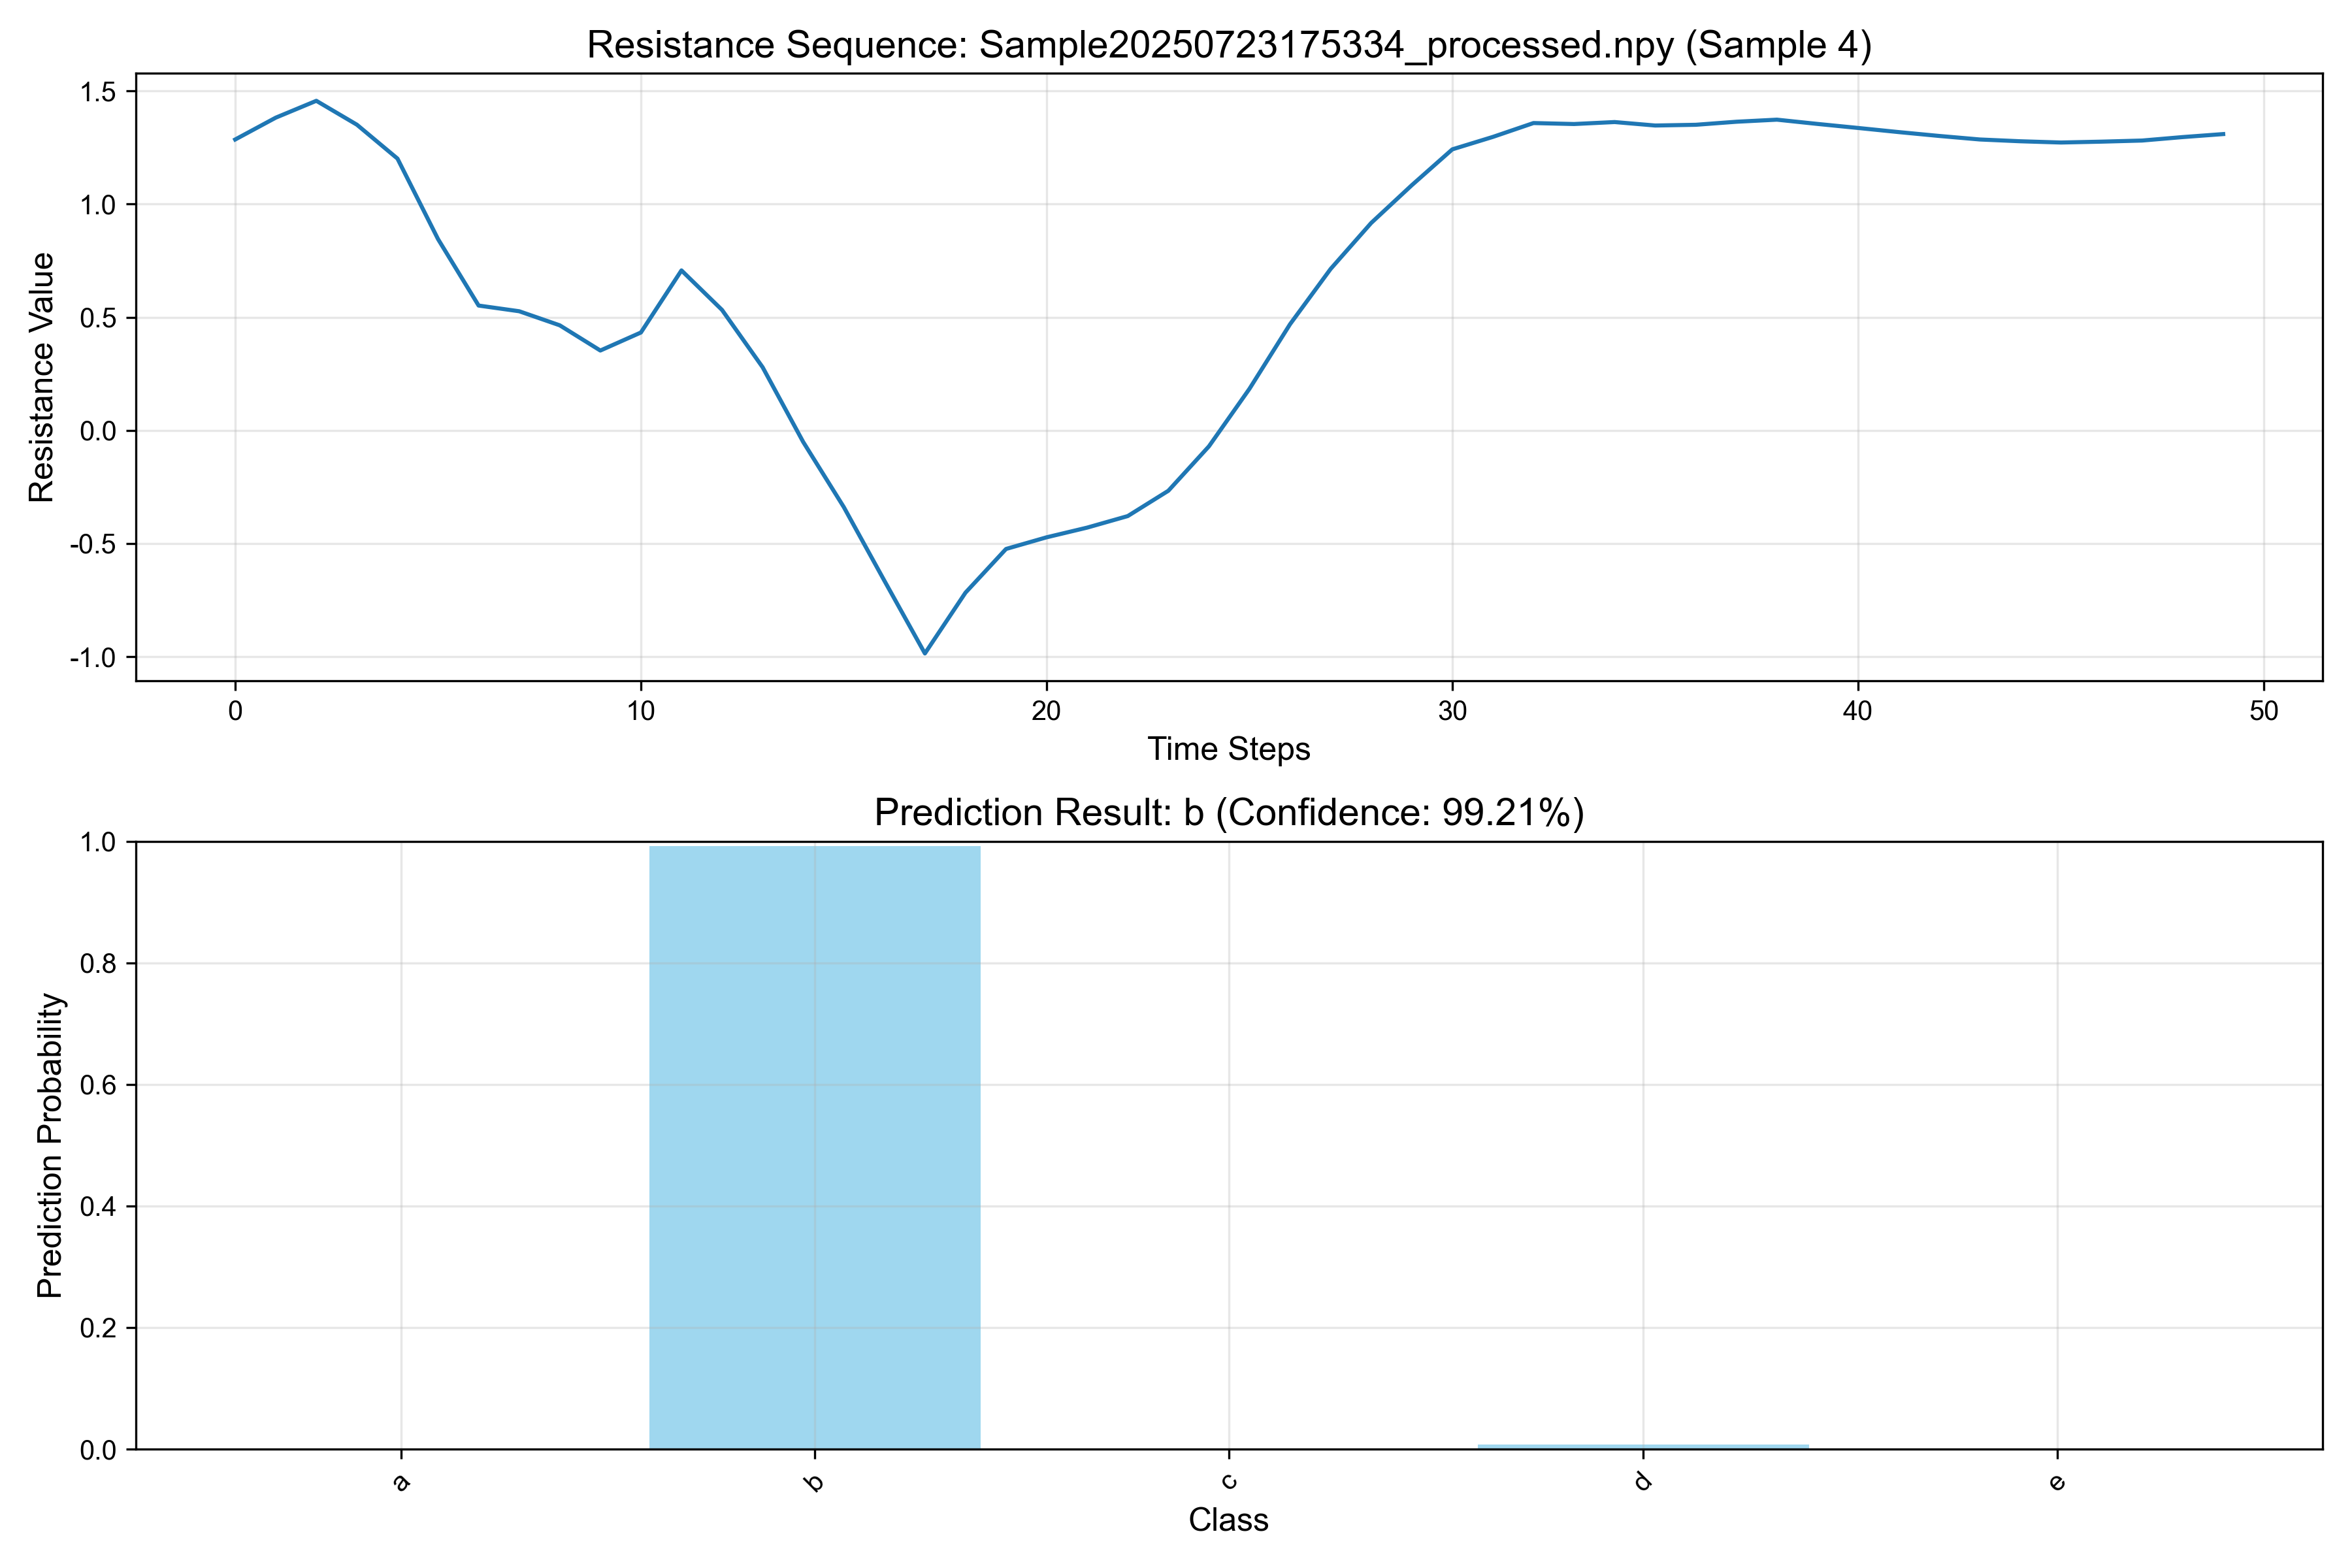 Resistance Sequence: Sample20250723175334_processed.npy (Sample 4)
1.5
1.0
0.5
0.0
-0.5
-1.0
Resistance Value
0 10 20 30 40 50
Time Steps
Prediction Result: b (Confidence: 99.21%)
1.0
0.8
0.6
0.4
0.2
0.0
Prediction Probability
a b c d e
Class